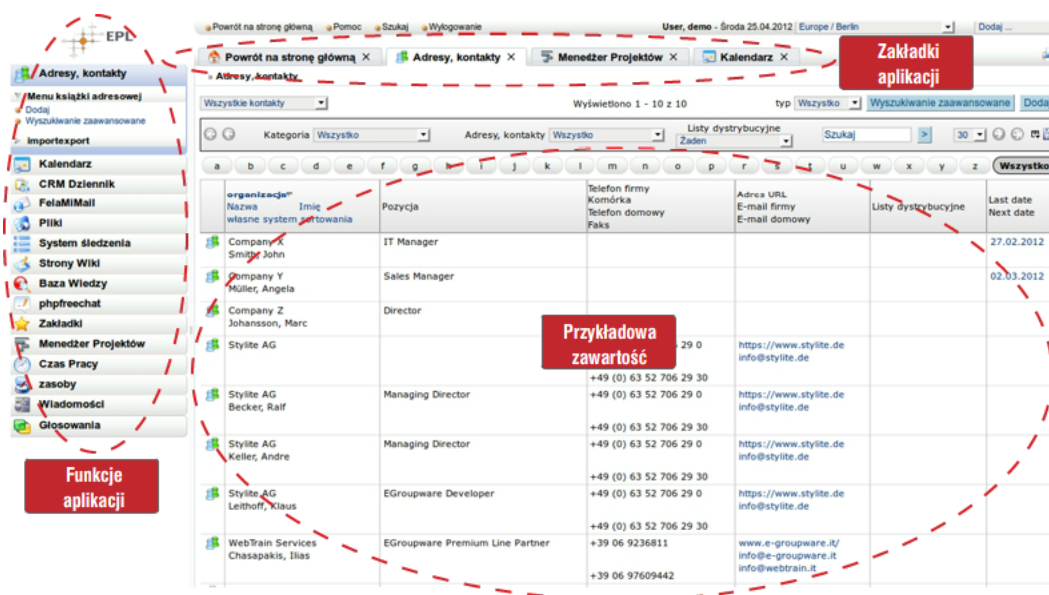 EPL
Powrót na stronę główną Pomoc Szukaj Wylogowanie
User, demo - Środa 25.04.2012 Europe / Berlin Dodaj ...
Powrót na stronę główną X Adresy, kontakty X Menedżer Projektów X Kalendarz X
Zakładki
aplikacji
Adresy, kontakty
Menu książki adresowej
Dodaj
Wyszukiwanie zaawansowane
importexport
Kalendarz
CRM Dziennik
FelaMiMail
Pliki
System śledzenia
Strony Wiki
Baza Wiedzy
phpfreechat
Zakładki
Menedżer Projektów
Czas Pracy
zasoby
Wiadomości
Głosowania
Funkcje
aplikacji
Adresy, kontakty
Wszystkie kontakty Wyświetlono 1 - 10 z 10 typ Wszystko Wyszukiwanie zaawansowane Doda
Kategoria Wszystko Adresy, kontakty Wszystko Listy dystrybucyjne Żaden Szukaj > 30
a b c d e f g h i j k l m n o p r s t u w x y z Wszystko
organizacja
Nazwa Imię
własne system sortowania
Pozycja
Telefon firmy
Komórka
Telefon domowy
Faks
Adres URL
E-mail firmy
E-mail domowy
Listy dystrybucyjne
Last date
Next date
Company X IT Manager 27.02.2012
Smith, John
Company Y Sales Manager 02.03.2012
Müller, Angela
Company Z Director
Johansson, Marc
Przykładowa
zawartość
Stylite AG 29 0 https://www.stylite.de
info@stylite.de
+49 (0) 63 52 706 29 30
Stylite AG Managing Director +49 (0) 63 52 706 29 0 https://www.stylite.de
Becker, Ralf info@stylite.de
+49 (0) 63 52 706 29 30
Stylite AG Managing Director +49 (0) 63 52 706 29 0 https://www.stylite.de
Keller, Andre info@stylite.de
+49 (0) 63 52 706 29 30
Stylite AG EGroupware Developer +49 (0) 63 52 706 29 0 https://www.stylite.de
Leithoff, Klaus info@stylite.de
+49 (0) 63 52 706 29 30
WebTrain Services EGroupware Premium Line Partner +39 06 9236811 www.e-groupware.it/
Chasapakis, Ilias info@e-groupware.it
info@webtrain.it
+39 06 97609442